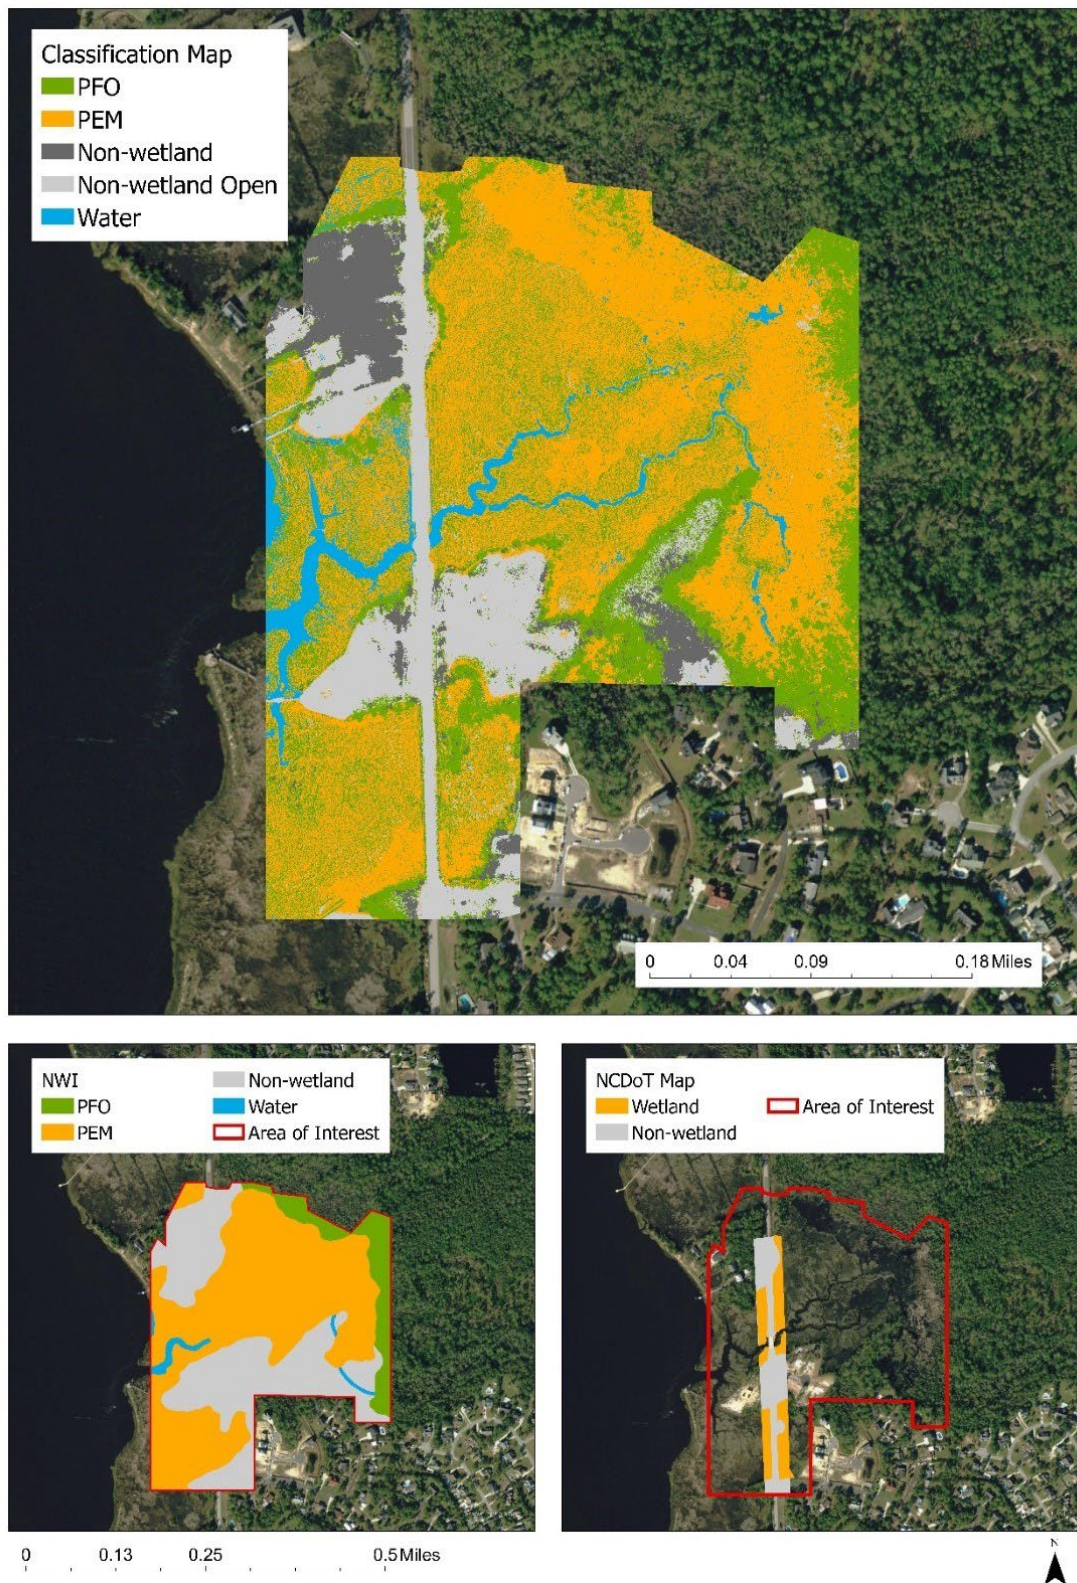 Classification Map
PFO
PEM
Non-wetland
Non-wetland Open
Water
0 0.04 0.09 0.18 Miles
NWI
PFO
PEM
Non-wetland
Water
Area of Interest
NCDoT Map
Wetland
Non-wetland
Area of Interest
0 0.13 0.25 0.5 Miles
N